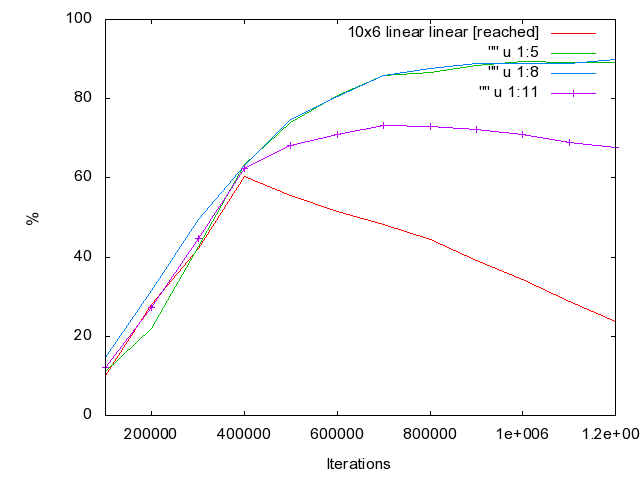 100
80
60
40
20
0
%
10x6 linear linear [reached]
"" u 1:5
"" u 1:8
"" u 1:11
200000 400000 600000 800000 1e+006 1.2e+00
Iterations